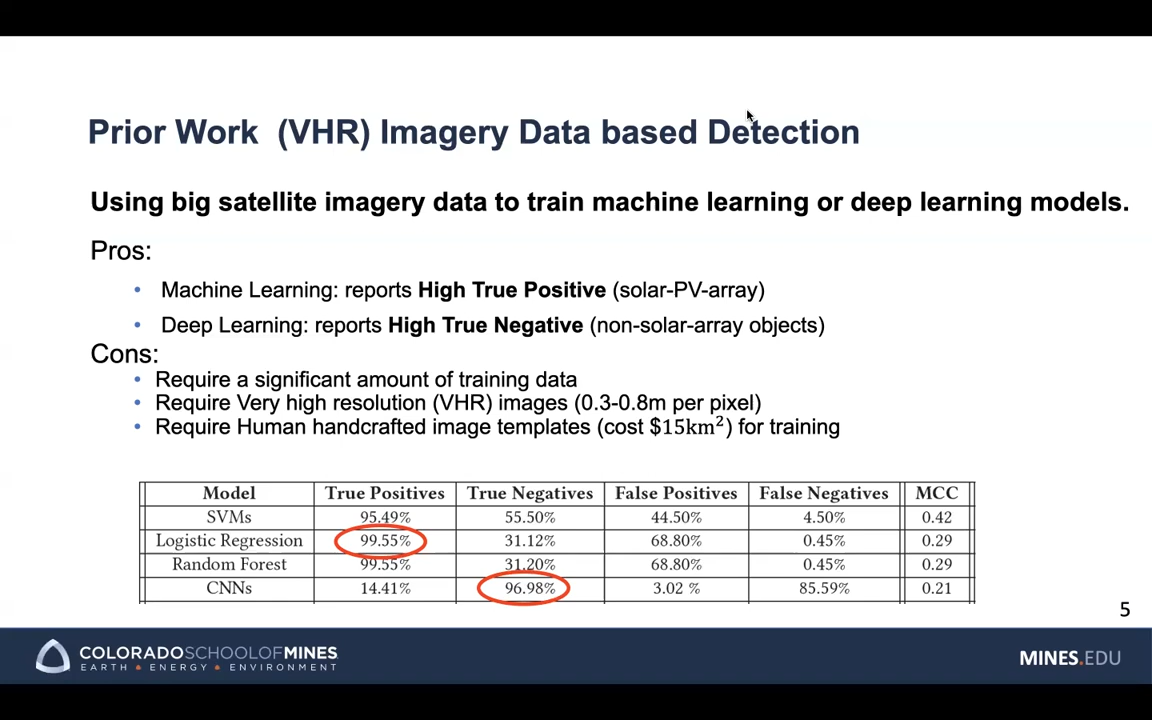 Prior Work (VHR) Imagery Data based Detection
Using big satellite imagery data to train machine learning or deep learning models.
Pros:
• Machine Learning: reports High True Positive (solar-PV-array)
• Deep Learning: reports High True Negative (non-solar-array objects)
Cons:
• Require a significant amount of training data
• Require Very high resolution (VHR) images (0.3-0.8m per pixel)
• Require Human handcrafted image templates (cost $15km²) for training
Model True Positives True Negatives False Positives False Negatives MCC
SVMs 95.49% 55.50% 44.50% 4.50% 0.42
Logistic Regression 99.55% 31.12% 68.80% 0.45% 0.29
Random Forest 99.55% 31.20% 68.80% 0.45% 0.29
CNNs 14.41% 96.98% 3.02 % 85.59% 0.21
5
COLORADOSCHOOLOFMINES
EARTH • ENERGY • ENVIRONMENT
MINES.EDU